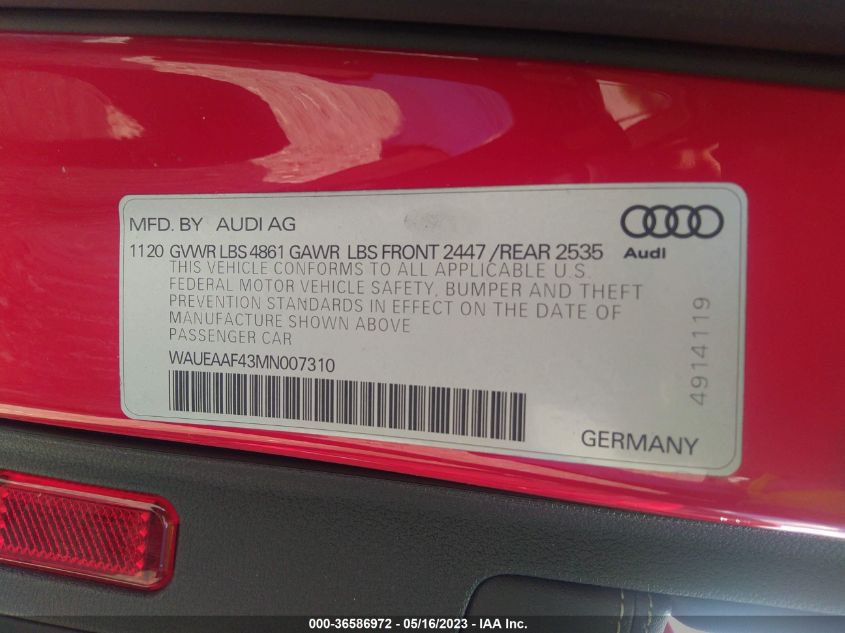 MFD. BY AUDI AG
1120 GVWR LBS 4861 GAWR LBS FRONT 2447 /REAR 2535
Audi
THIS VEHICLE CONFORMS TO ALL APPLICABLE U.S.
FEDERAL MOTOR VEHICLE SAFETY, BUMPER AND THEFT
PREVENTION STANDARDS IN EFFECT ON THE DATE OF
MANUFACTURE SHOWN ABOVE
PASSENGER CAR
WAUEAAF43MN007310
GERMANY
4914119
000-36586972 - 05/16/2023 - IAA Inc.